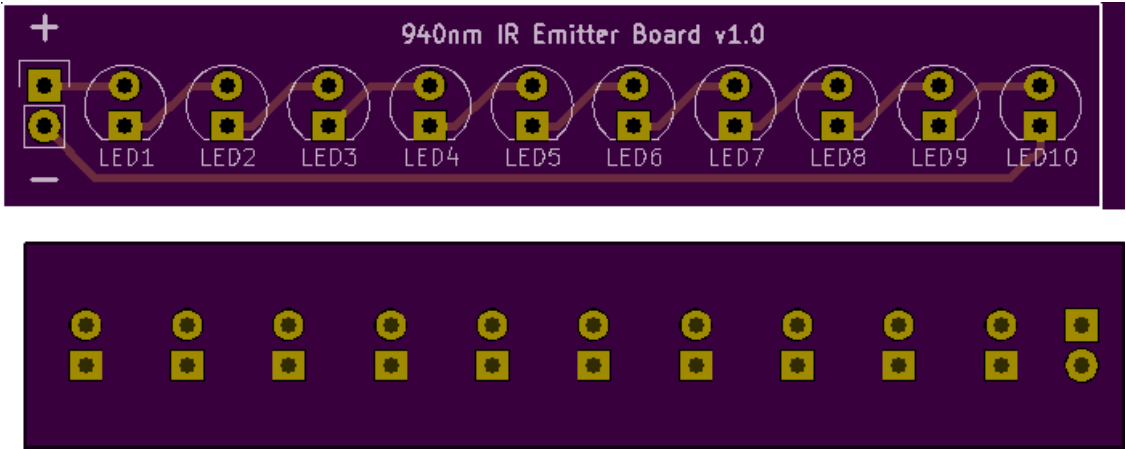 +
940nm IR Emitter Board v1.0
LED1 LED2 LED3 LED4 LED5 LED6 LED7 LED8 LED9 LED10
—